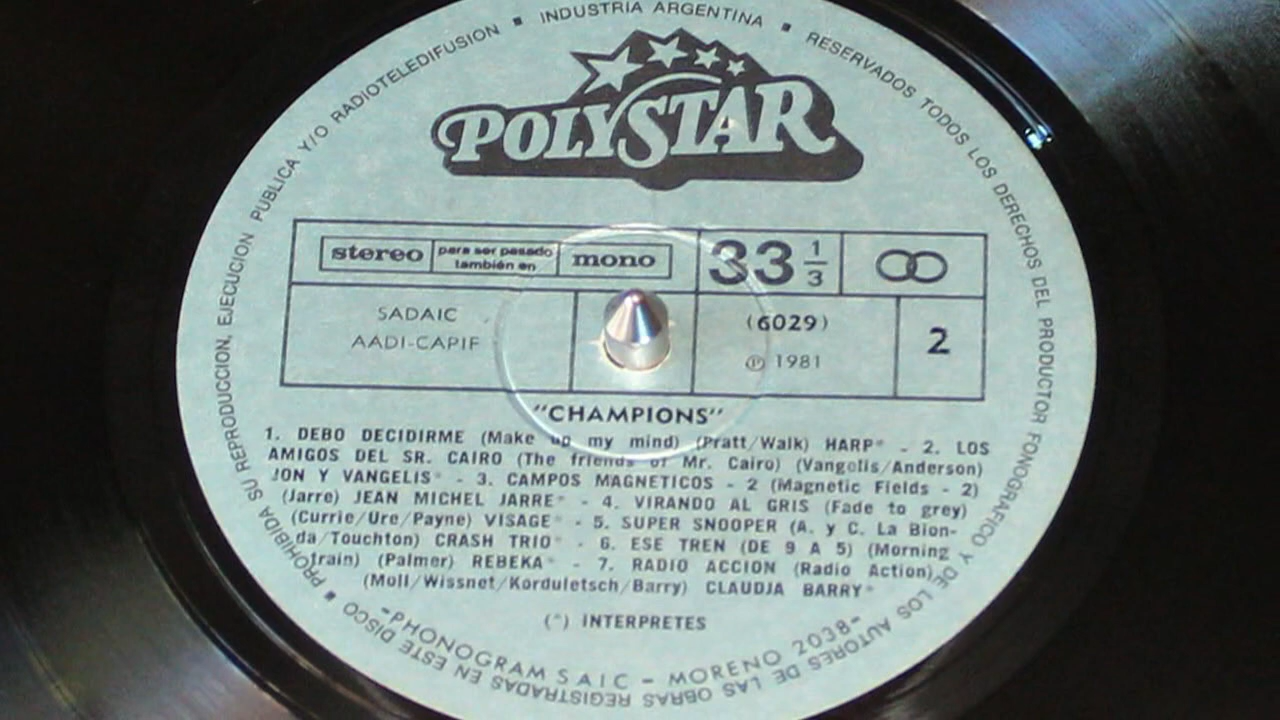 PROHIBIDA SU REPRODUCCION, EJECUCION PUBLICA Y/O RADIOTELEDIFUSION ■ INDUSTRIA ARGENTINA ■ RESERVADOS TODOS LOS DERECHOS DEL PRODUCTOR FONOGRAFICO Y DE LOS AUTORES DE LAS OBRAS REGISTRADAS EN ESTE DISCO ■
POLYSTAR
stereo para ser pasado también en mono
33 1/3
SADAIC
AADI-CAPIF
(6029)
℗ 1981
2
"CHAMPIONS"
1. DEBO DECIDIRME (Make up my mind) (Pratt/Walk) HARP* - 2. LOS
AMIGOS DEL SR. CAIRO (The friends of Mr. Cairo) (Vangelis/Anderson)
JON Y VANGELIS* - 3. CAMPOS MAGNETICOS - 2 (Magnetic Fields - 2)
(Jarre) JEAN MICHEL JARRE* - 4. VIRANDO AL GRIS (Fade to grey)
(Currie/Ure/Payne) VISAGE* - 5. SUPER SNOOPER (A. y C. La Bion-
da/Touchton) CRASH TRIO* - 6. ESE TREN (DE 9 A 5) (Morning
train) (Palmer) REBEKA* - 7. RADIO ACCION (Radio Action)
(Moll/Wissnet/Korduletsch/Barry) CLAUDJA BARRY*
(*) INTERPRETES
-PHONOGRAM S A I C - MORENO 2038-